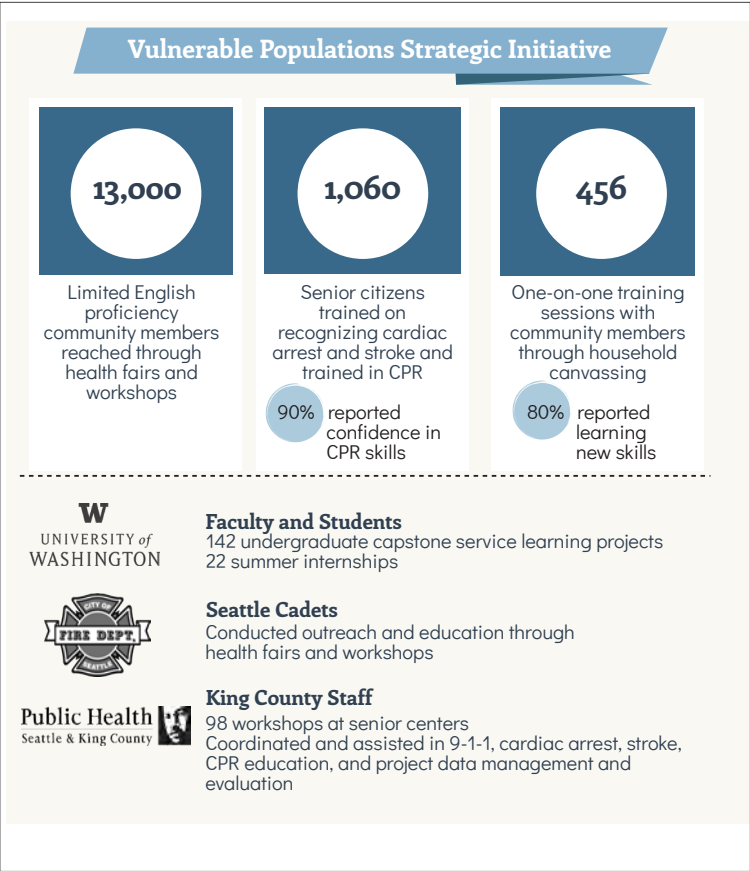 Vulnerable Populations Strategic Initiative
13,000
Limited English
proficiency
community members
reached through
health fairs and
workshops
1,060
Senior citizens
trained on
recognizing cardiac
arrest and stroke and
trained in CPR
90% reported
confidence in
CPR skills
456
One-on-one training
sessions with
community members
through household
canvassing
80% reported
learning
new skills
W
UNIVERSITY of
WASHINGTON
Faculty and Students
142 undergraduate capstone service learning projects
22 summer internships
CITY OF
FIRE DEPT.
SEATTLE
Seattle Cadets
Conducted outreach and education through
health fairs and workshops
Public Health
Seattle & King County
King County Staff
98 workshops at senior centers
Coordinated and assisted in 9-1-1, cardiac arrest, stroke,
CPR education, and project data management and
evaluation